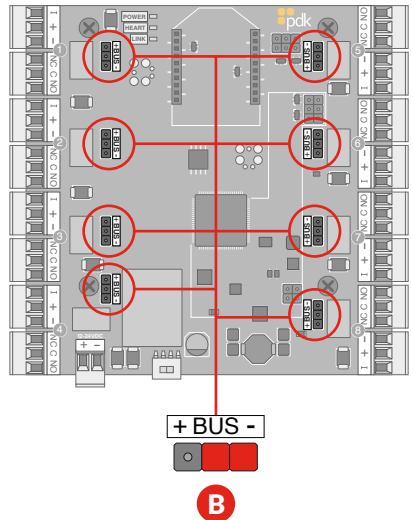 POWER
HEART
LINK
pdk
I + -
NC C NO
1
+ BUS -
+ BUS -
5
I + -
NC C NO
I + -
NC C NO
2
+ BUS -
+ BUS -
6
I + -
NC C NO
I + -
NC C NO
3
+ BUS -
+ BUS -
7
I + -
NC C NO
I + -
NC C NO
4
+ BUS -
+ BUS -
8
I + -
NC C NO
+ -
+ BUS -
B